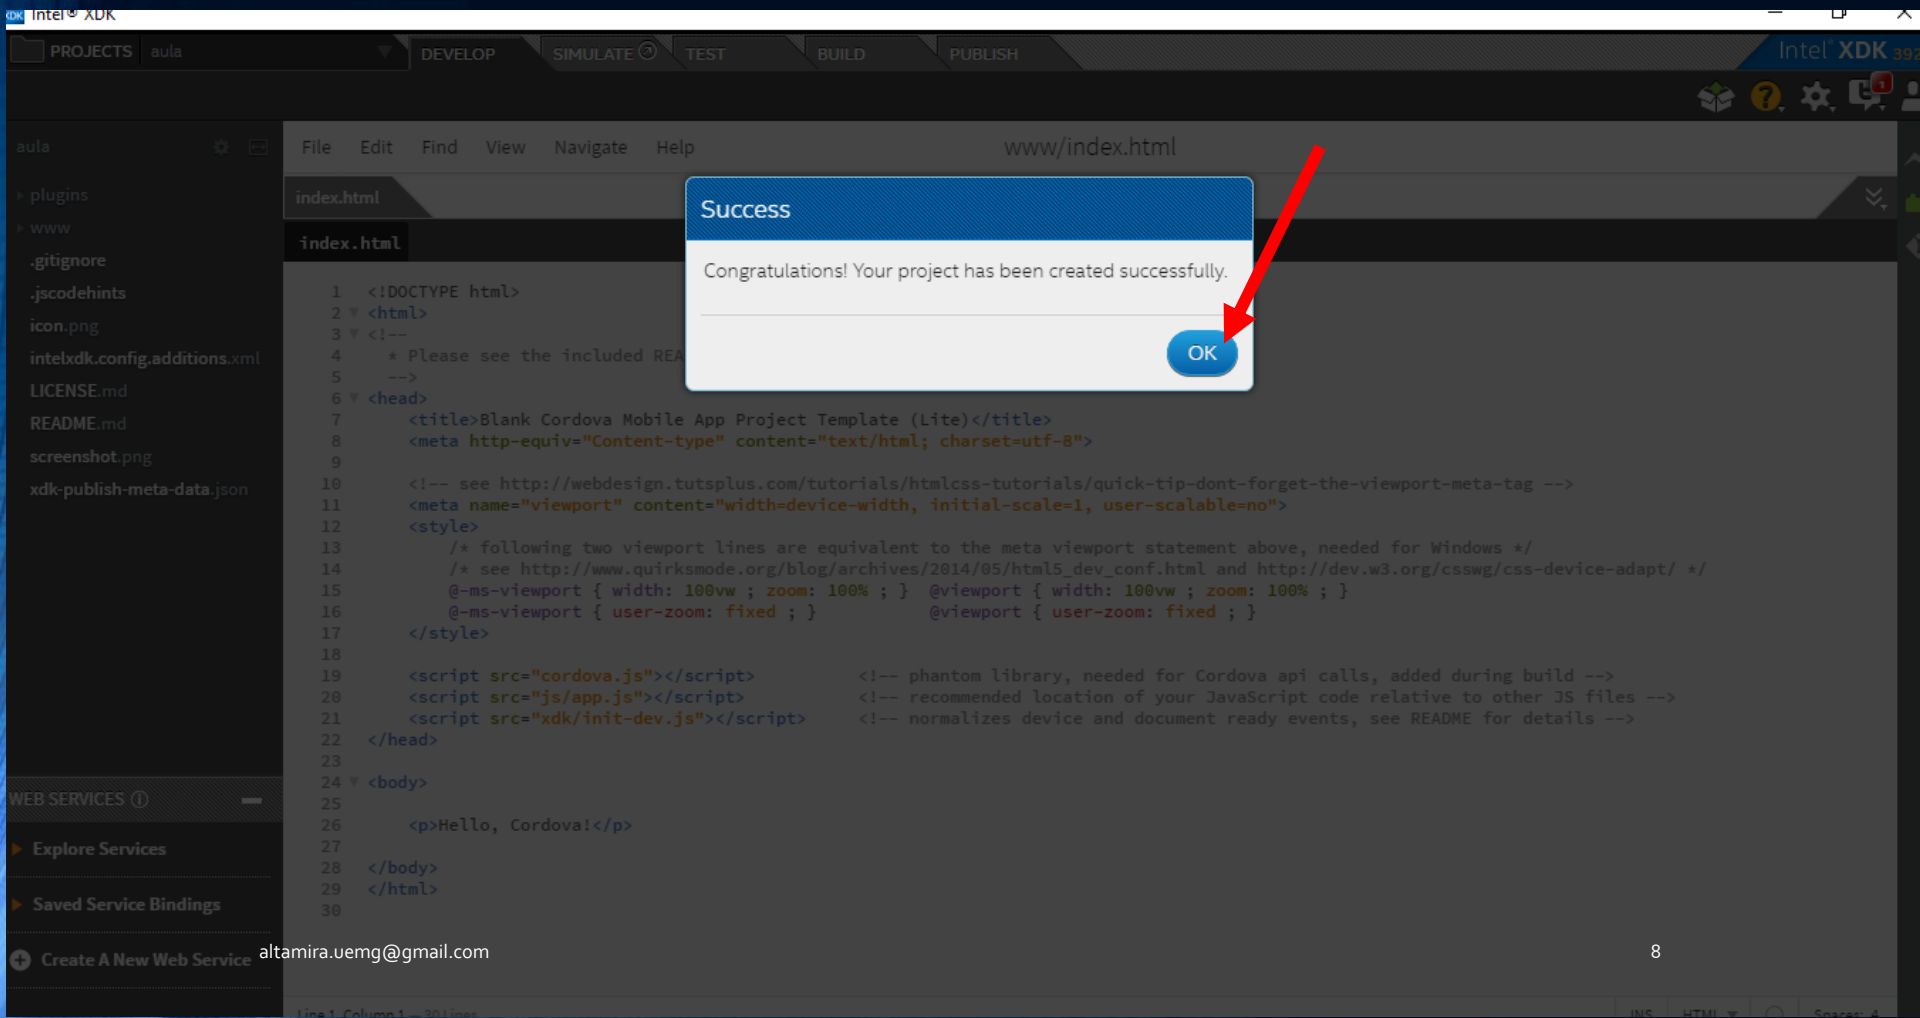 Intel® XDK
PROJECTS aula
DEVELOP
SIMULATE
TEST
BUILD
PUBLISH
Intel® XDK 392
1
aula
File Edit Find View Navigate Help
www/index.html
plugins
www
.gitignore
.jscodehints
icon.png
intelxdk.config.additions.xml
LICENSE.md
README.md
screenshot.png
xdk-publish-meta-data.json
index.html
index.html
Success
Congratulations! Your project has been created successfully.
OK
1 <!DOCTYPE html>
2 <html>
3 <!--
4 * Please see the included REA
5 -->
6 <head>
7 <title>Blank Cordova Mobile App Project Template (Lite)</title>
8 <meta http-equiv="Content-type" content="text/html; charset=utf-8">
9
10 <!-- see http://webdesign.tutsplus.com/tutorials/htmlcss-tutorials/quick-tip-dont-forget-the-viewport-meta-tag -->
11 <meta name="viewport" content="width=device-width, initial-scale=1, user-scalable=no">
12 <style>
13 /* following two viewport lines are equivalent to the meta viewport statement above, needed for Windows */
14 /* see http://www.quirksmode.org/blog/archives/2014/05/html5_dev_conf.html and http://dev.w3.org/csswg/css-device-adapt/ */
15 @-ms-viewport { width: 100vw ; zoom: 100% ; } @viewport { width: 100vw ; zoom: 100% ; }
16 @-ms-viewport { user-zoom: fixed ; } @viewport { user-zoom: fixed ; }
17 </style>
18
19 <script src="cordova.js"></script> <!-- phantom library, needed for Cordova api calls, added during build -->
20 <script src="js/app.js"></script> <!-- recommended location of your JavaScript code relative to other JS files -->
21 <script src="xdk/init-dev.js"></script> <!-- normalizes device and document ready events, see README for details -->
22 </head>
23
24 <body>
25
26 <p>Hello, Cordova!</p>
27
28 </body>
29 </html>
30
WEB SERVICES
Explore Services
Saved Service Bindings
Create A New Web Service
altamira.uemg@gmail.com
8
Line 1, Column 1 — 30 Lines
INS HTML Spaces: 4